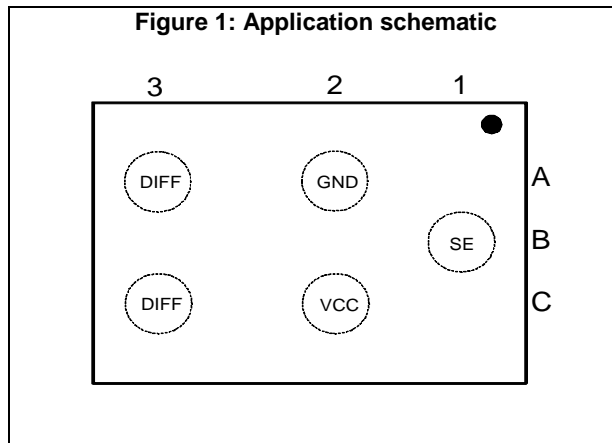 Figure 1: Application schematic
3 2 1
DIFF GND A
SE B
DIFF VCC C